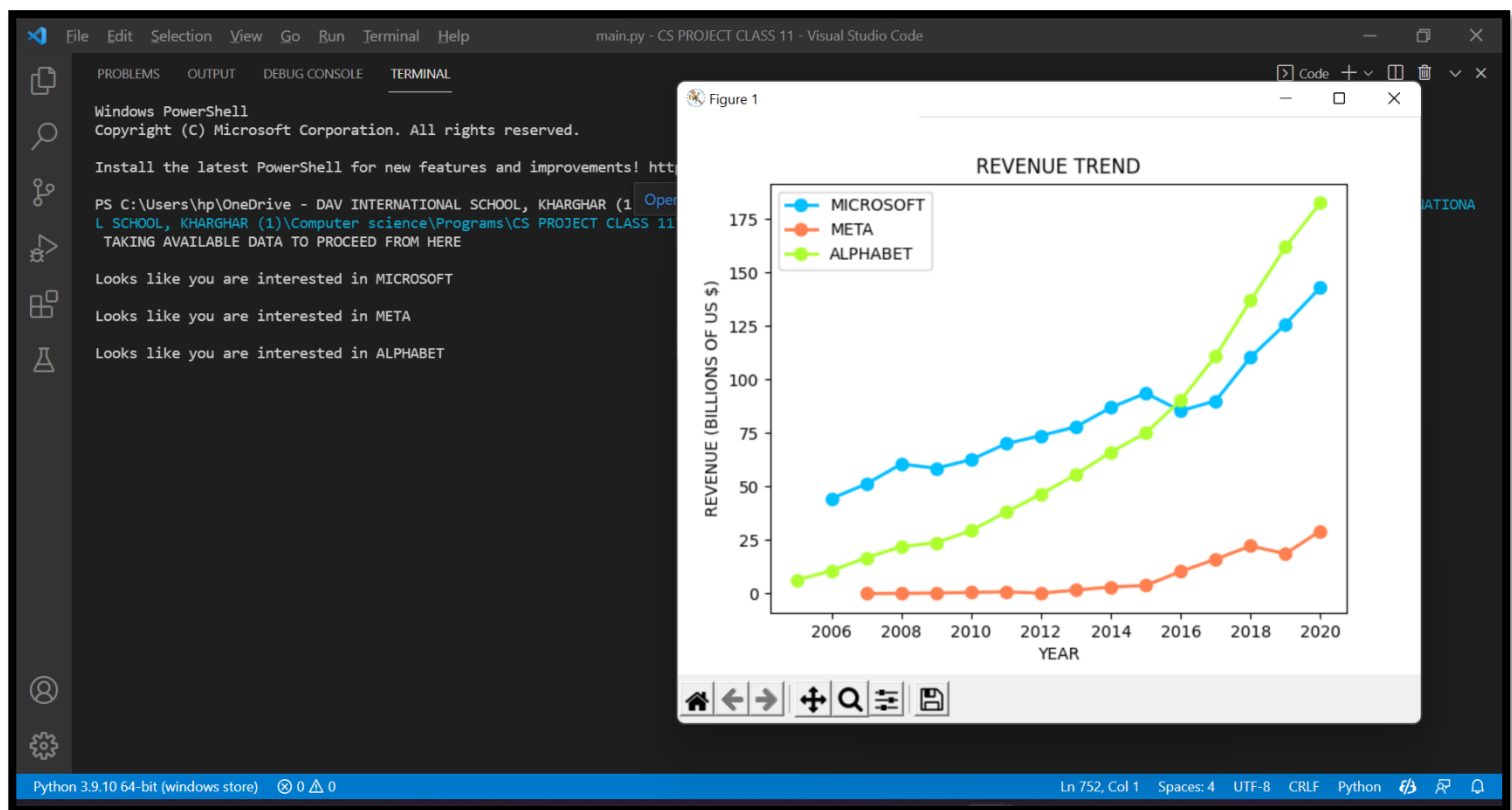 File Edit Selection View Go Run Terminal Help main.py - CS PROJECT CLASS 11 - Visual Studio Code
PROBLEMS OUTPUT DEBUG CONSOLE TERMINAL Code
Windows PowerShell
Copyright (C) Microsoft Corporation. All rights reserved.
Install the latest PowerShell for new features and improvements!
PS C:\Users\hp\OneDrive - DAV INTERNATIONAL SCHOOL, KHARGHAR (1
L SCHOOL, KHARGHAR (1)\Computer science\Programs\CS PROJECT CLASS 11
TAKING AVAILABLE DATA TO PROCEED FROM HERE
Looks like you are interested in MICROSOFT
Looks like you are interested in META
Looks like you are interested in ALPHABET
Figure 1
REVENUE TREND
MICROSOFT
META
ALPHABET
REVENUE (BILLIONS OF US $)
175
150
125
100
75
50
25
0
2006 2008 2010 2012 2014 2016 2018 2020
YEAR
Python 3.9.10 64-bit (windows store) 0 0 Ln 752, Col 1 Spaces: 4 UTF-8 CRLF Python